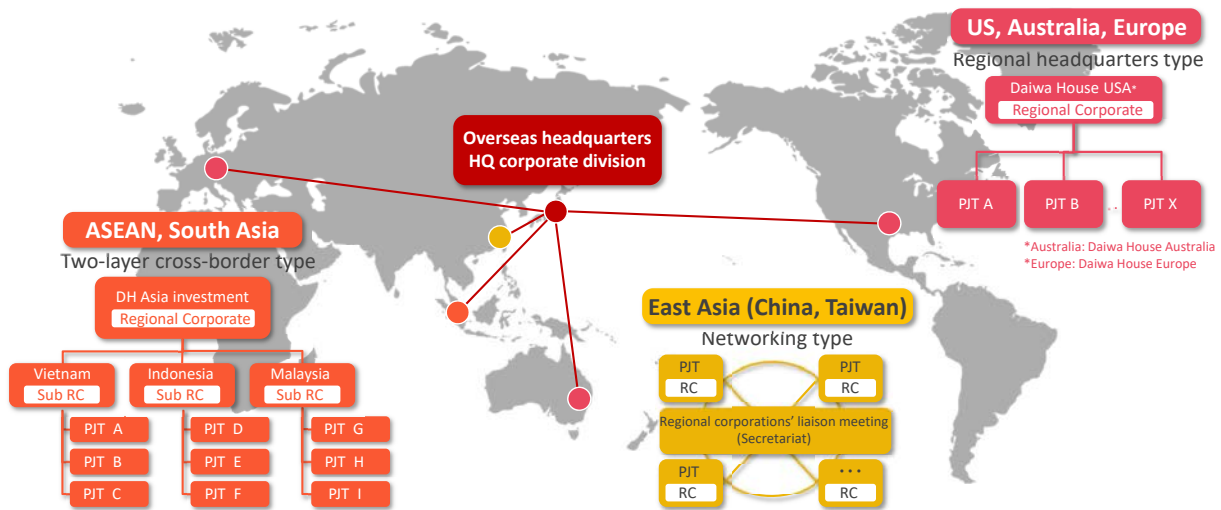 US, Australia, Europe
Regional headquarters type
Daiwa House USA*
Regional Corporate
PJT A
PJT B
. .
PJT X
*Australia: Daiwa House Australia
*Europe: Daiwa House Europe
Overseas headquarters
HQ corporate division
ASEAN, South Asia
Two-layer cross-border type
DH Asia investment
Regional Corporate
Vietnam
Sub RC
PJT A
PJT B
PJT C
Indonesia
Sub RC
PJT D
PJT E
PJT F
Malaysia
Sub RC
PJT G
PJT H
PJT I
East Asia (China, Taiwan)
Networking type
PJT
RC
PJT
RC
Regional corporations' liaison meeting
(Secretariat)
PJT
RC
···
RC